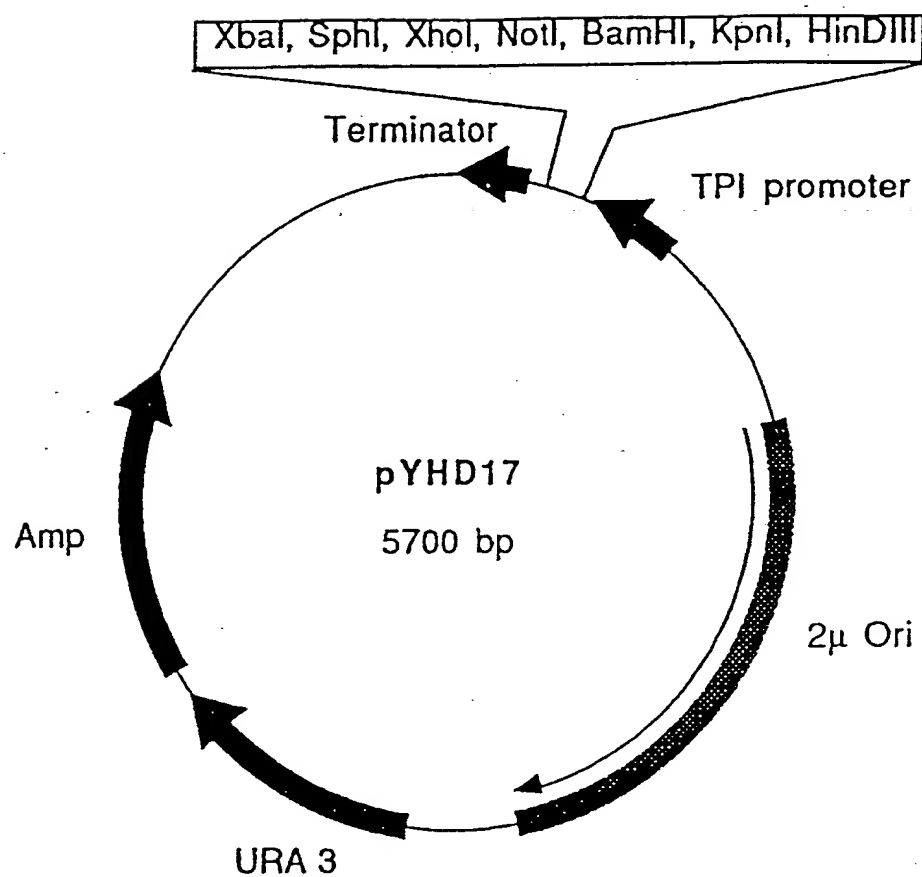 XbaI, SphI, XhoI, NotI, BamHI, KpnI, HinDIII
Terminator
TPI promoter
pYHD17
5700 bp
Amp
2μ Ori
URA 3